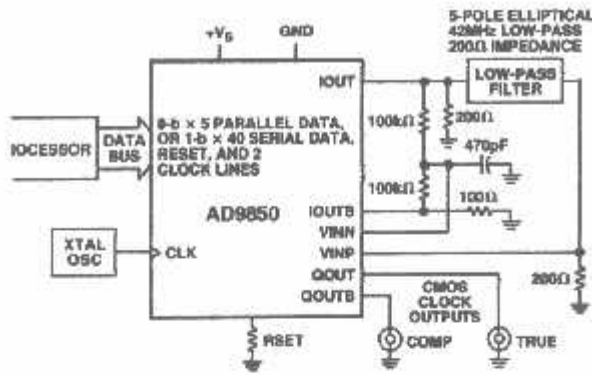 5-POLE ELLIPTICAL
42MHz LOW-PASS
200Ω IMPEDANCE
+VS
GND
IOUT
LOW-PASS
FILTER
100kΩ
200Ω
470pF
IOCESSOR
DATA
BUS
8-b × 5 PARALLEL DATA,
OR 1-b × 40 SERIAL DATA,
RESET, AND 2
CLOCK LINES
100kΩ
AD9850
IOUTB
100Ω
VINN
XTAL
OSC
CLK
VINP
QOUT
200Ω
QOUTB
CMOS
CLOCK
OUTPUTS
RSET
COMP
TRUE